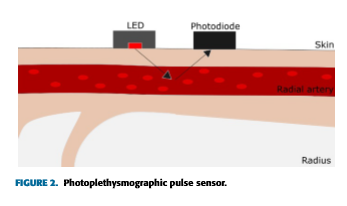 LED
Photodiode
Skin
Radial artery
Radius
FIGURE 2. Photoplethysmographic pulse sensor.